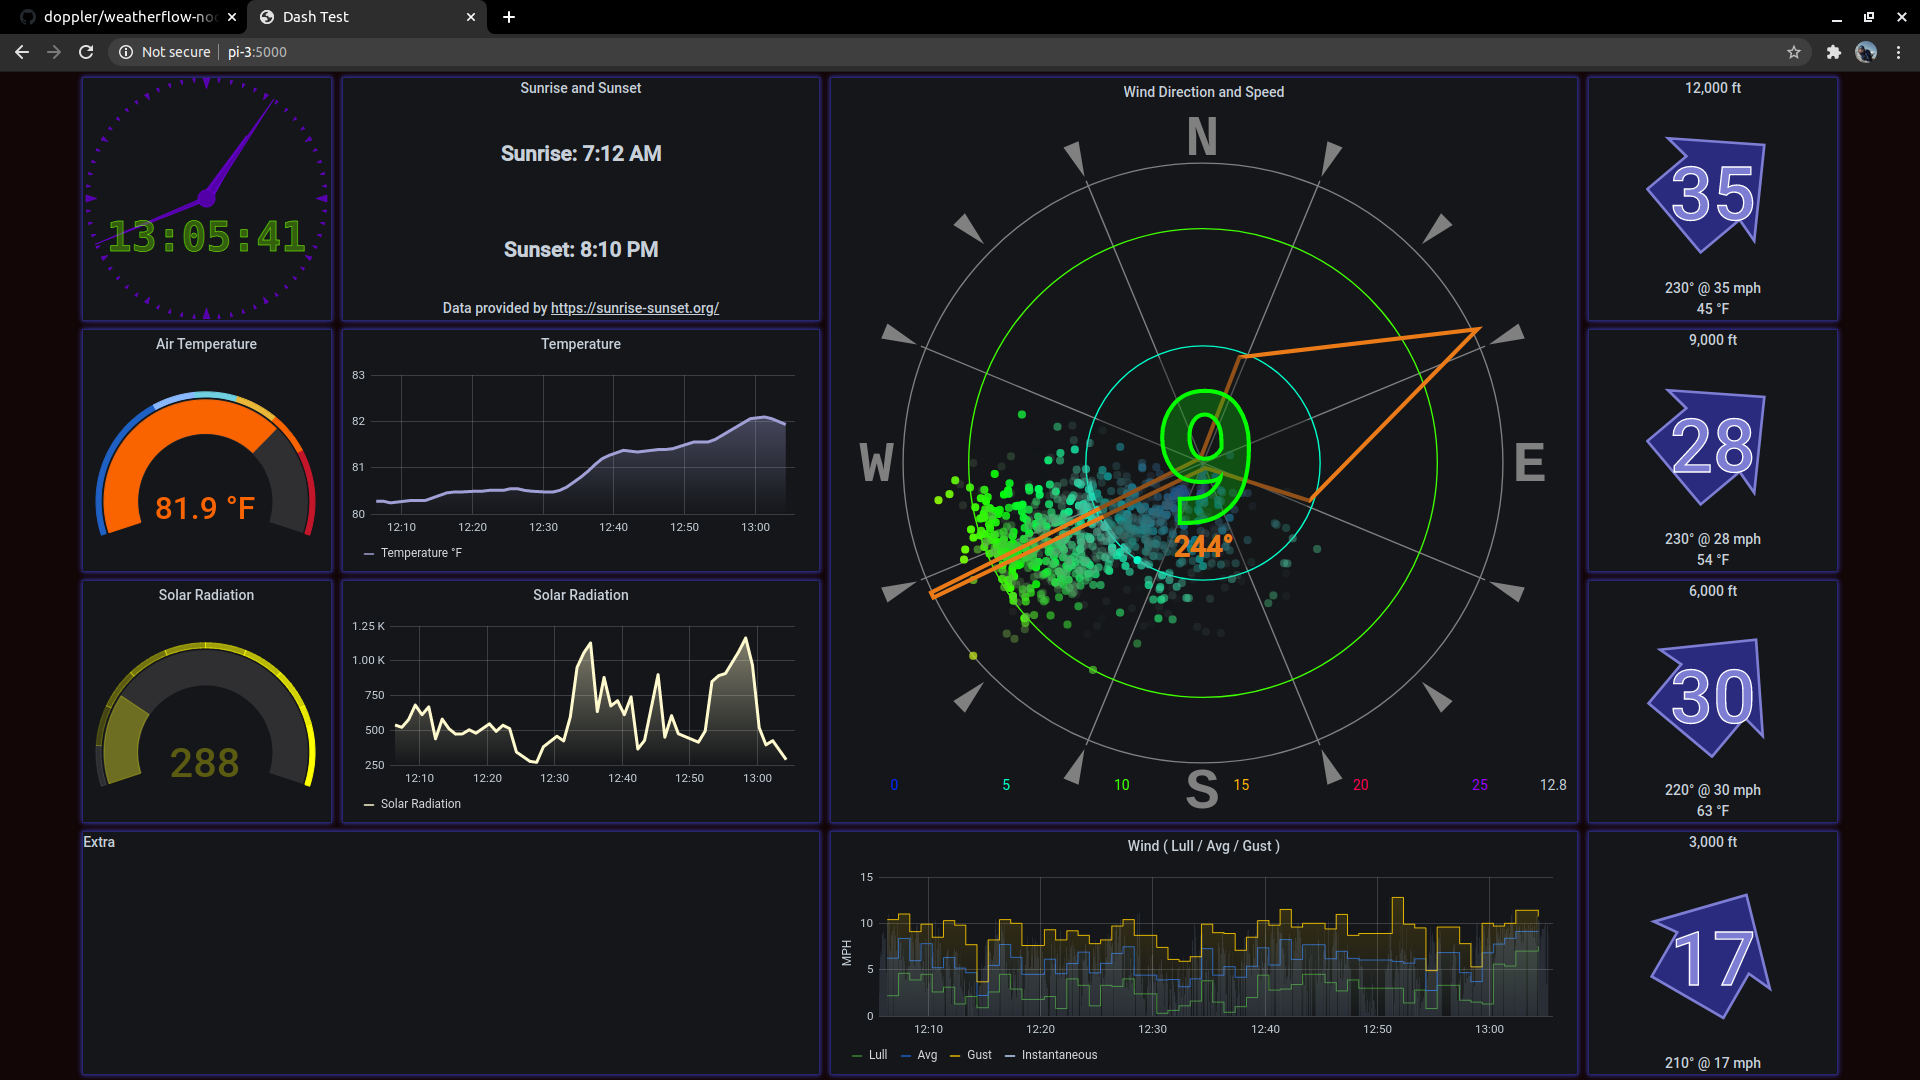 doppler/weatherflow-noc
Dash Test
Not secure
pi-3:5000
13:05:41
Sunrise and Sunset
Sunrise: 7:12 AM
Sunset: 8:10 PM
Data provided by https://sunrise-sunset.org/
Wind Direction and Speed
N
W
E
S
9
244°
0 5 10 15 20 25 12.8
12,000 ft
35
230° @ 35 mph
45 °F
Air Temperature
81.9 °F
Temperature
83
82
81
80
12:10 12:20 12:30 12:40 12:50 13:00
Temperature °F
9,000 ft
28
230° @ 28 mph
54 °F
Solar Radiation
288
Solar Radiation
1.25 K
1.00 K
750
500
250
12:10 12:20 12:30 12:40 12:50 13:00
Solar Radiation
6,000 ft
30
220° @ 30 mph
63 °F
Extra
Wind ( Lull / Avg / Gust )
MPH
15
10
5
0
12:10 12:20 12:30 12:40 12:50 13:00
Lull Avg Gust Instantaneous
3,000 ft
17
210° @ 17 mph